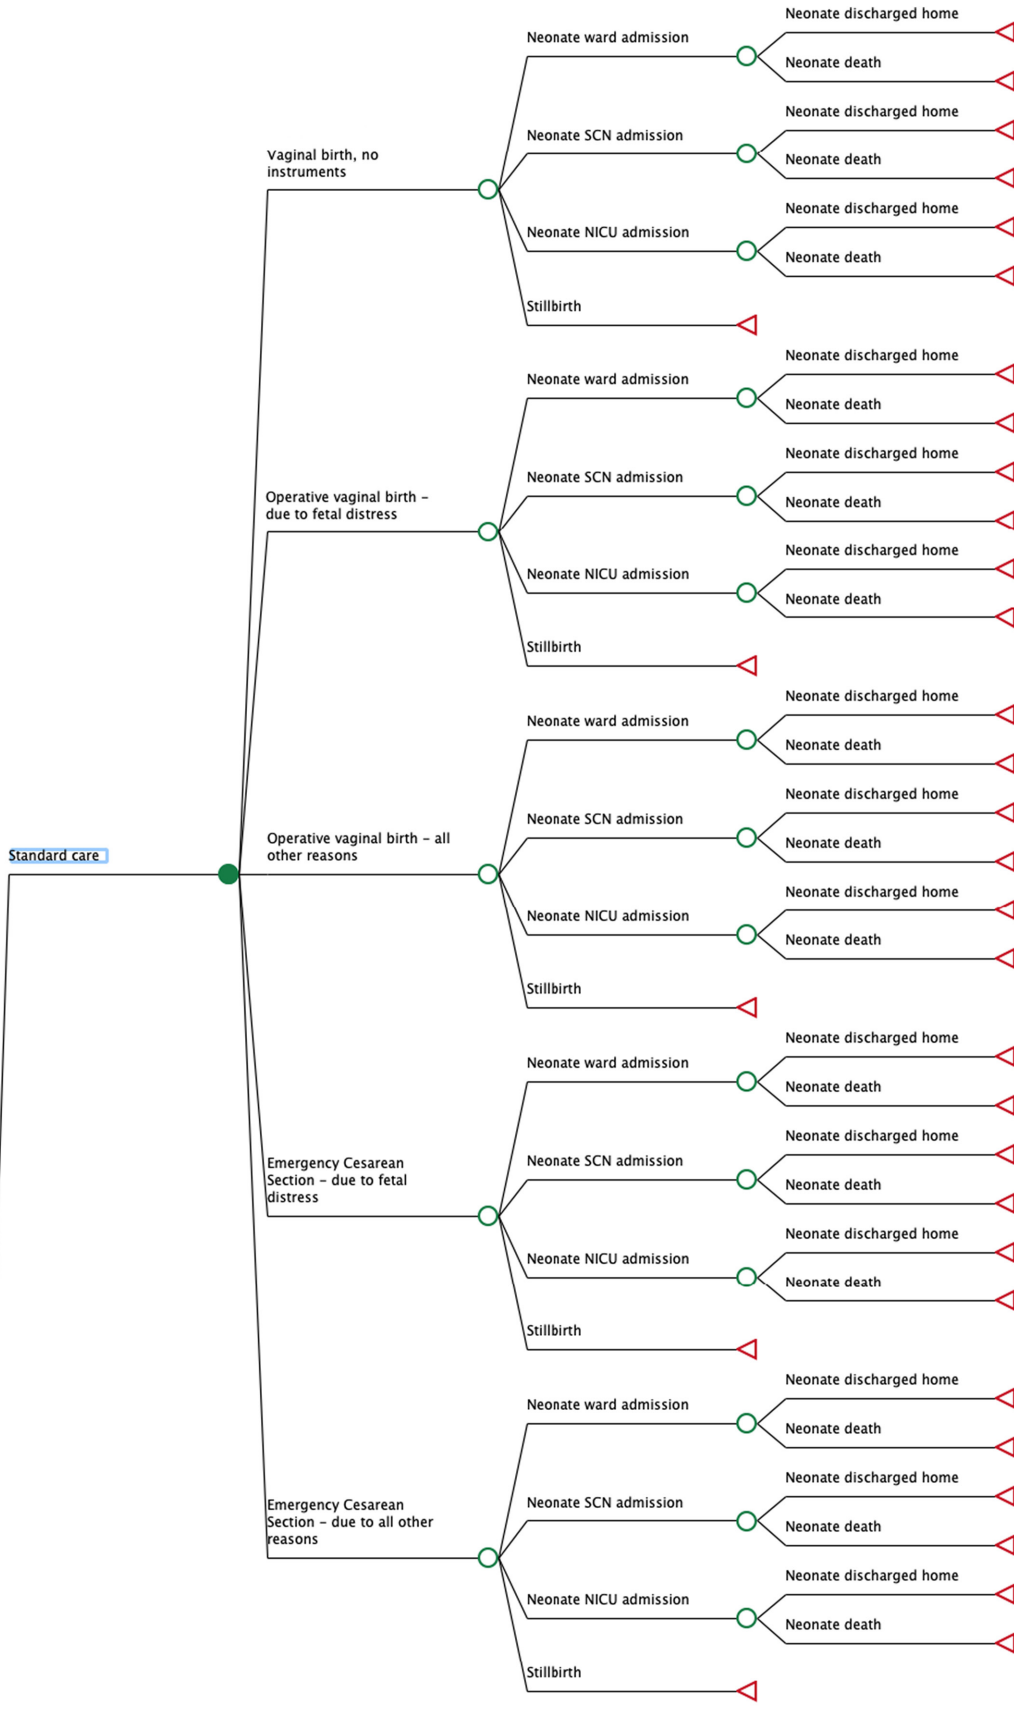 Neonate discharged home
Neonate ward admission
Neonate death
Neonate discharged home
Neonate SCN admission
Neonate death
Vaginal birth, no
instruments
Neonate discharged home
Neonate NICU admission
Neonate death
Stillbirth
Neonate discharged home
Neonate ward admission
Neonate death
Neonate discharged home
Neonate SCN admission
Neonate death
Operative vaginal birth –
due to fetal distress
Neonate discharged home
Neonate NICU admission
Neonate death
Stillbirth
Neonate discharged home
Neonate ward admission
Neonate death
Neonate discharged home
Neonate SCN admission
Neonate death
Operative vaginal birth – all
other reasons
Standard care
Neonate discharged home
Neonate NICU admission
Neonate death
Stillbirth
Neonate discharged home
Neonate ward admission
Neonate death
Neonate discharged home
Neonate SCN admission
Neonate death
Emergency Cesarean
Section – due to fetal
distress
Neonate discharged home
Neonate NICU admission
Neonate death
Stillbirth
Neonate discharged home
Neonate ward admission
Neonate death
Neonate discharged home
Neonate SCN admission
Neonate death
Emergency Cesarean
Section – due to all other
reasons
Neonate discharged home
Neonate NICU admission
Neonate death
Stillbirth